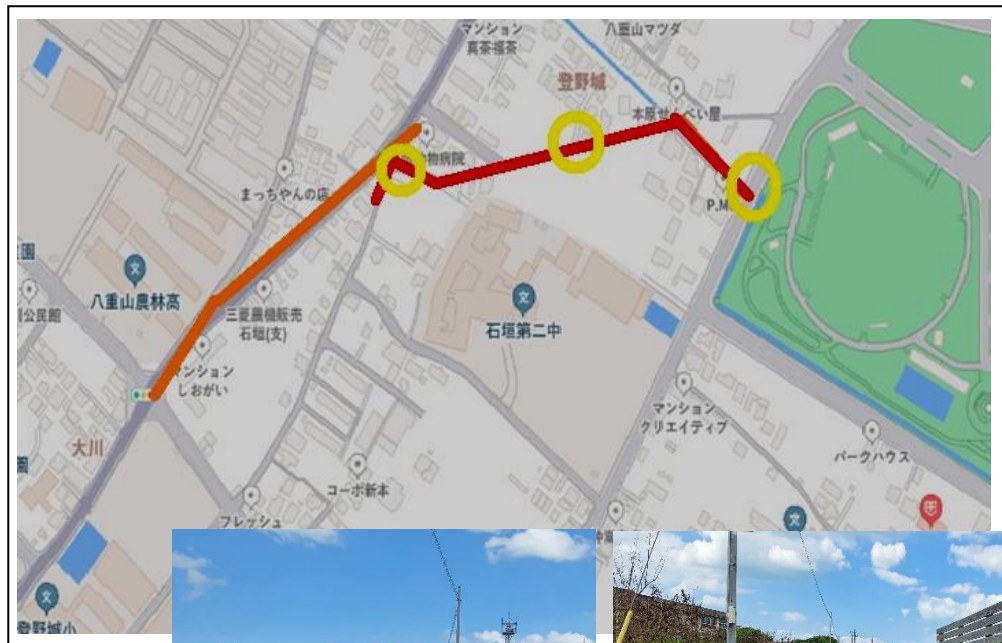 マンション
真茶福茶
八重山マツダ
登野城
本原せんべい屋
物病院
まっちゃんの店
P.M
園
八重山農林高
公民館
三菱農機販売
石垣(支)
石垣第二中
マンション
しおがい
マンション
クリエイティブ
大川
パークハウス
園
コーポ新本
フレッシュ
登野城小